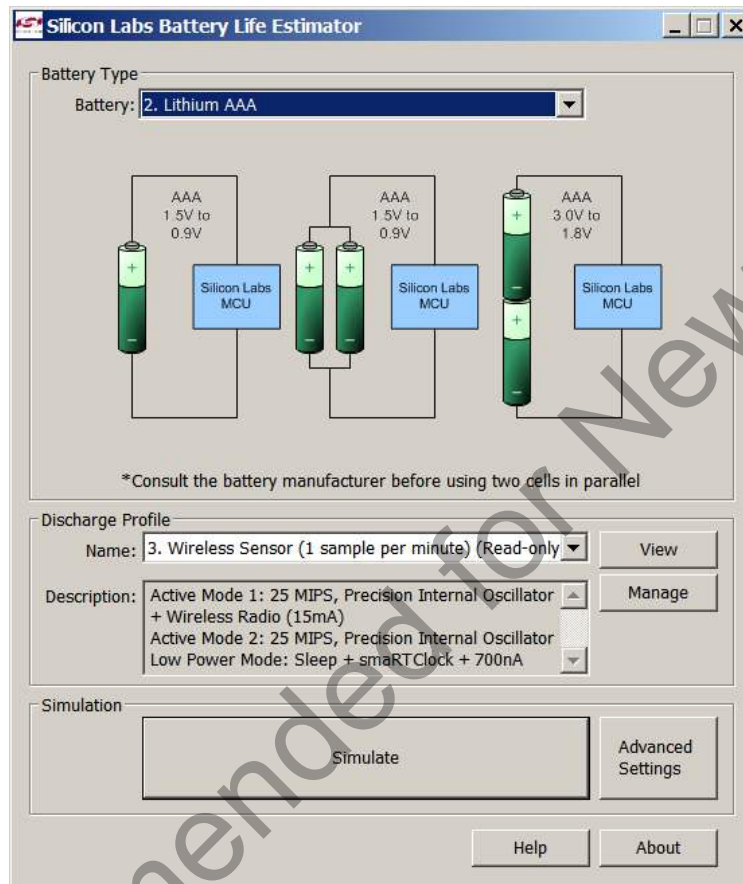 Silicon Labs Battery Life Estimator
Battery Type
Battery: 2. Lithium AAA
AAA
1.5V to
0.9V
Silicon Labs
MCU
AAA
1.5V to
0.9V
Silicon Labs
MCU
AAA
3.0V to
1.8V
Silicon Labs
MCU
*Consult the battery manufacturer before using two cells in parallel
Discharge Profile
Name: 3. Wireless Sensor (1 sample per minute) (Read-only
View
Description: Active Mode 1: 25 MIPS, Precision Internal Oscillator
+ Wireless Radio (15mA)
Active Mode 2: 25 MIPS, Precision Internal Oscillator
Low Power Mode: Sleep + smaRTClock + 700nA
Manage
Simulation
Simulate
Advanced
Settings
Help
About
mended for New